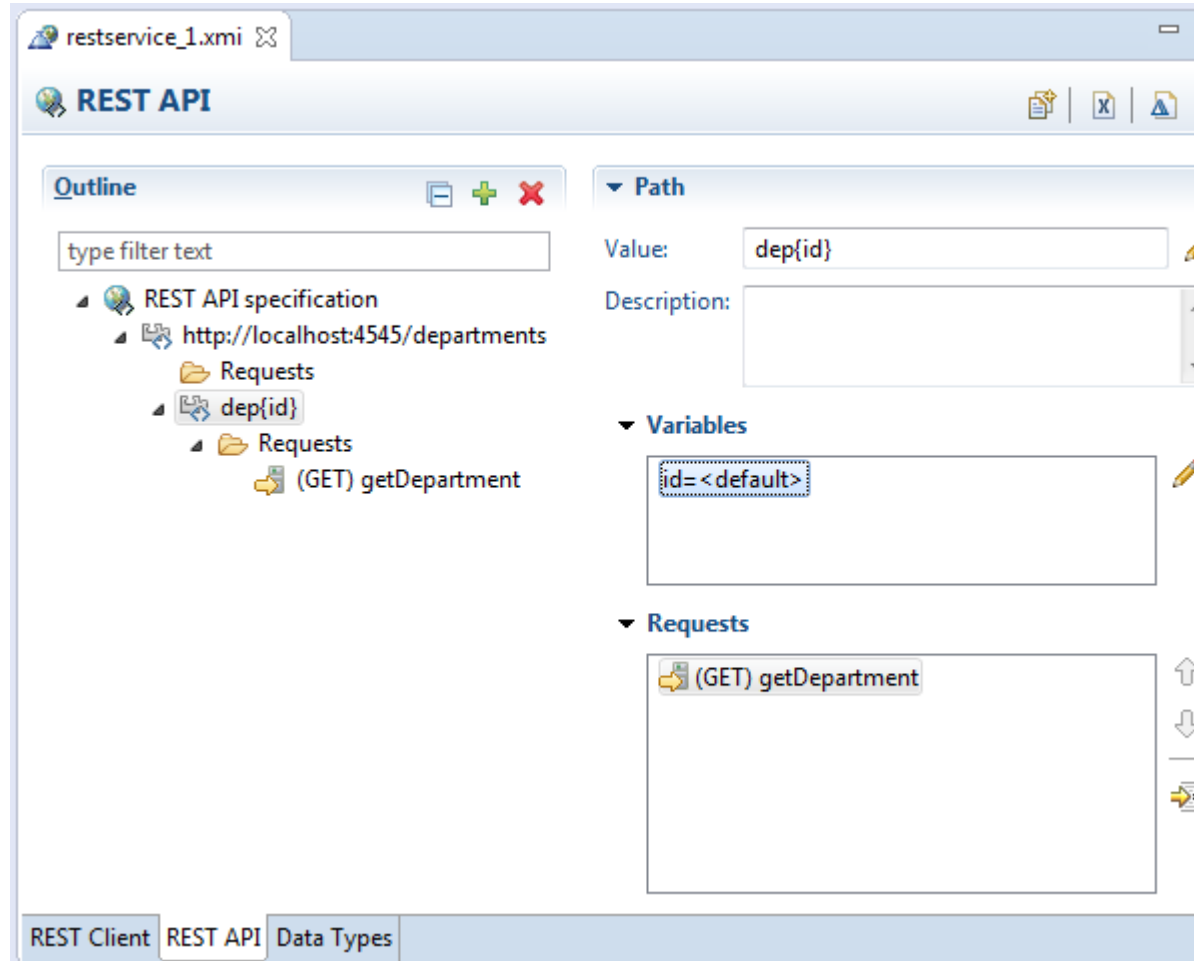 restservice_1.xmi
REST API
Outline
type filter text
REST API specification
http://localhost:4545/departments
Requests
dep{id}
Requests
(GET) getDepartment
Path
Value: dep{id}
Description:
Variables
id=<default>
Requests
(GET) getDepartment
REST Client REST API Data Types